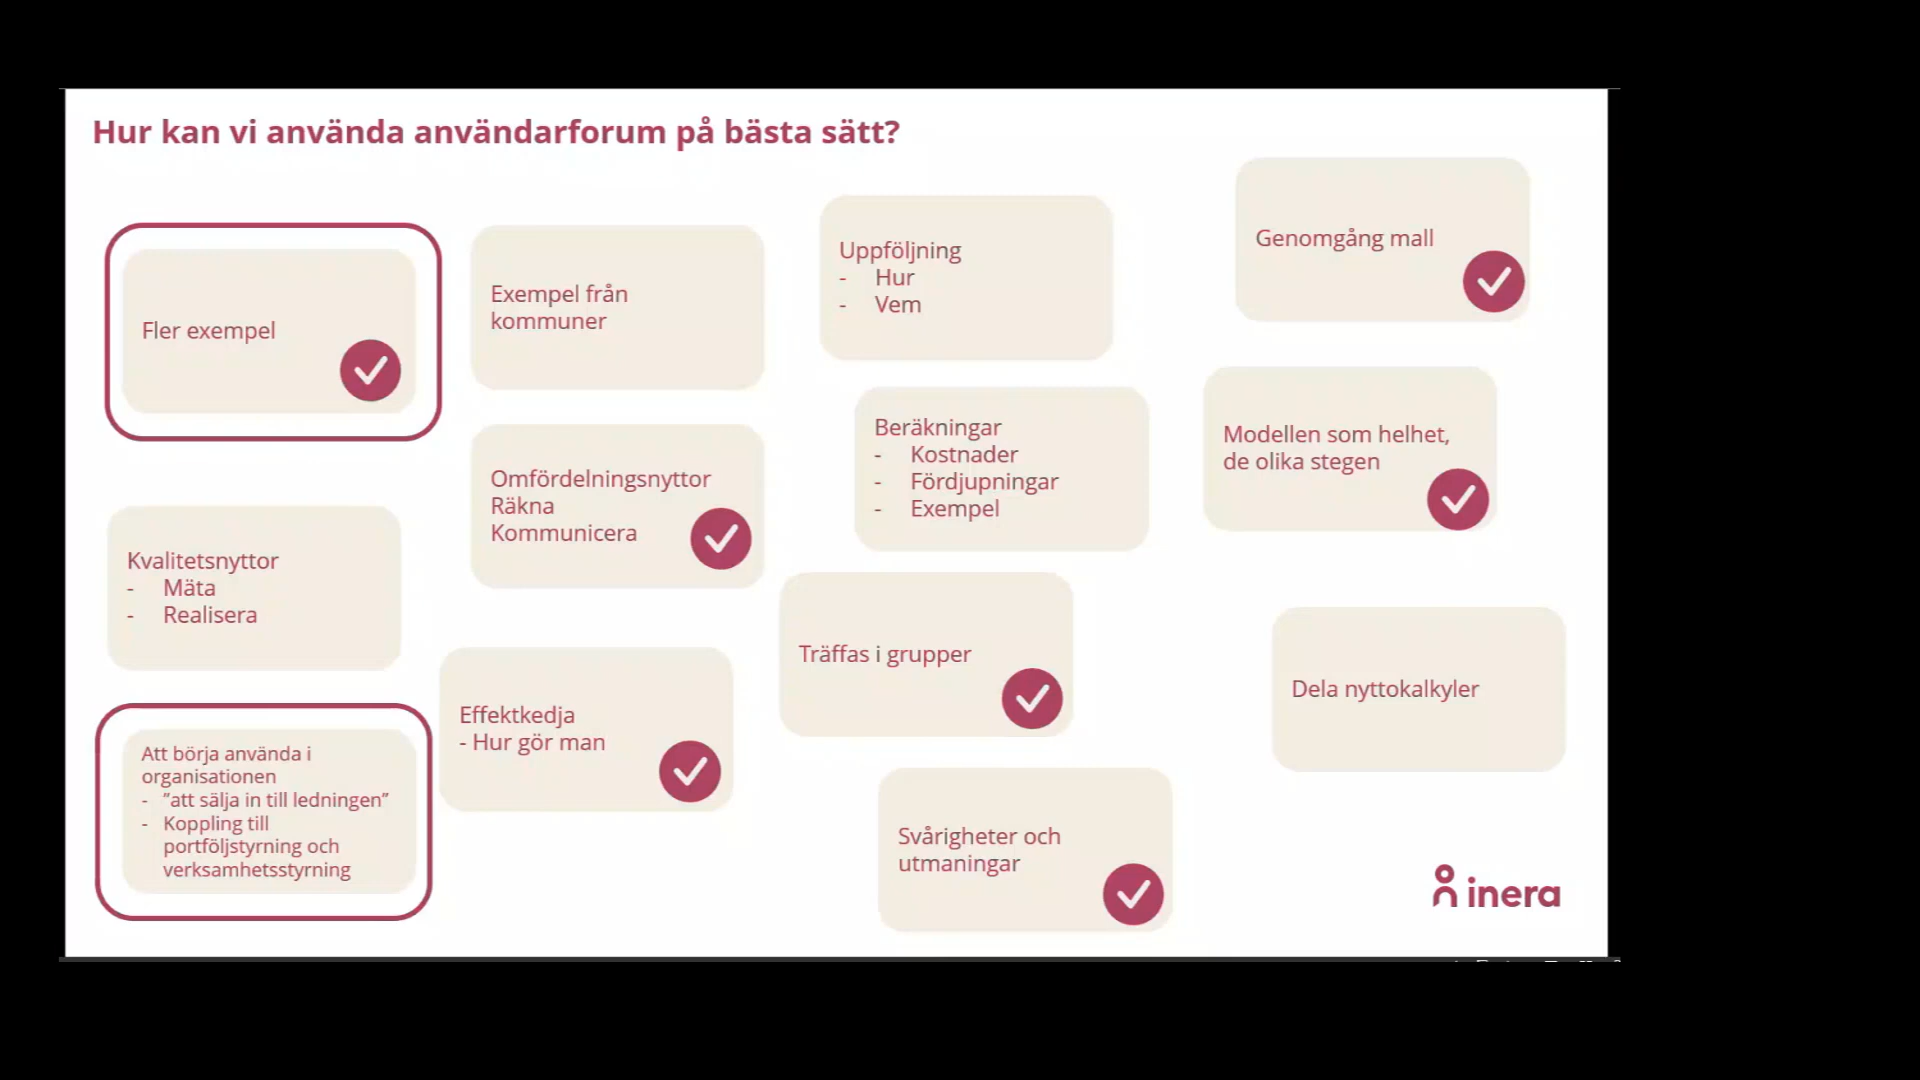 Hur kan vi använda användarforum på bästa sätt?
Fler exempel
Exempel från
kommuner
Uppföljning
- Hur
- Vem
Genomgång mall
Omfördelningsnyttor
Räkna
Kommunicera
Beräkningar
- Kostnader
- Fördjupningar
- Exempel
Modellen som helhet,
de olika stegen
Kvalitetsnyttor
- Mäta
- Realisera
Träffas i grupper
Dela nyttokalkyler
Effektkedja
- Hur gör man
Att börja använda i
organisationen
- ”att sälja in till ledningen”
- Koppling till
portföljstyrning och
verksamhetsstyrning
Svårigheter och
utmaningar
inera